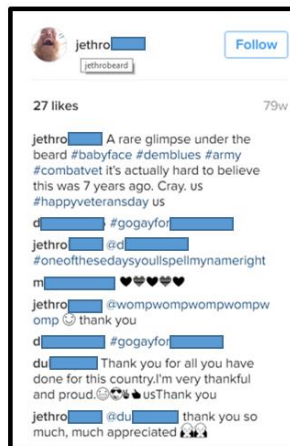 jethro
Follow
jethrobeard
27 likes
79w
jethro A rare glimpse under the
beard #babyface #demblues #army
#combatvet it's actually hard to believe
this was 7 years ago. Cray. us
#happyveteransday us
d #gogayfor
jethro @d
#oneofthesedaysyoullspellmynameright
m ♥♥♥♥
jethro @wompwompwompwompw
omp ☺ thank you
d #gogayfor
du Thank you for all you have
done for this country.I'm very thankful
and proud.☺😎👍usThank you
jethro @du thank you so
much, much appreciated